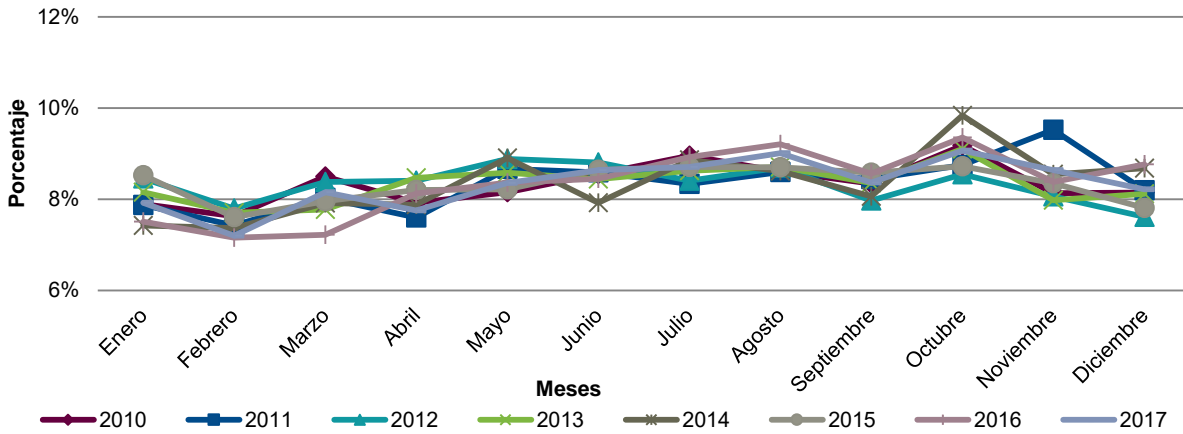 12%
10%
8%
6%
Porcentaje
Enero
Febrero
Marzo
Abril
Mayo
Junio
Julio
Agosto
Septiembre
Octubre
Noviembre
Diciembre
Meses
2010 2011 2012 2013 2014 2015 2016 2017